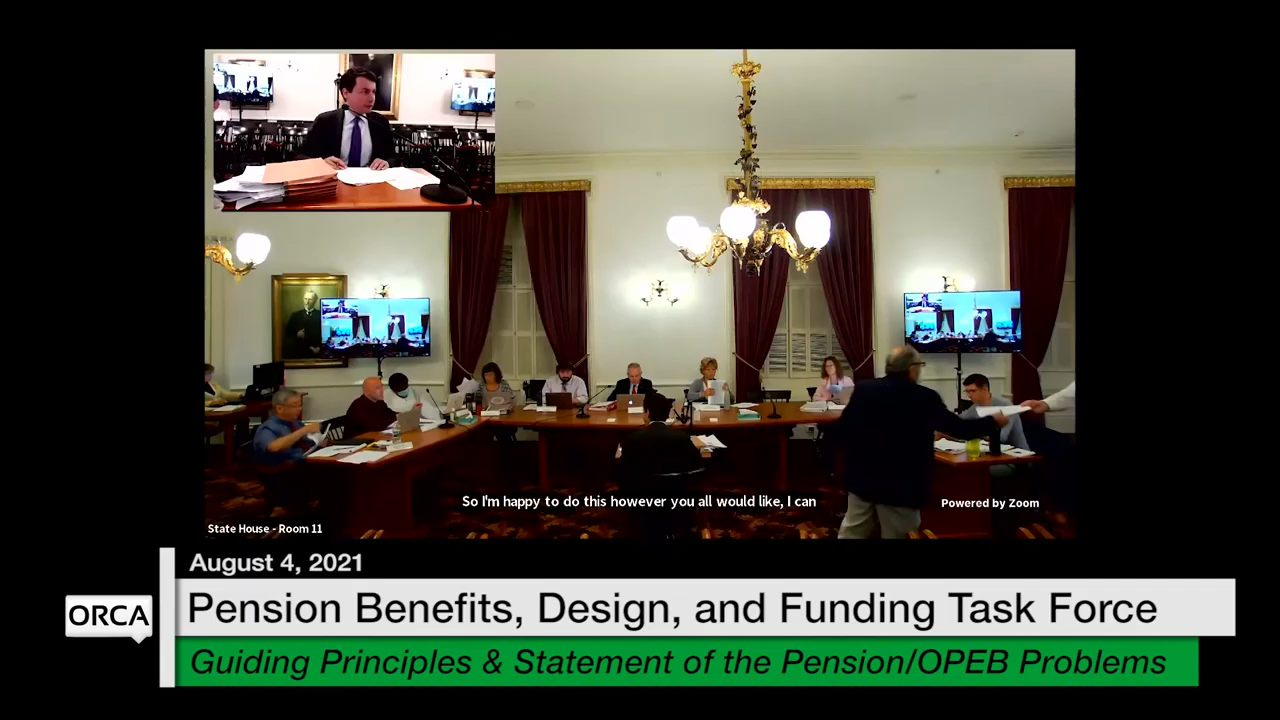 So I'm happy to do this however you all would like, I can
Powered by Zoom
State House - Room 11
August 4, 2021
ORCA
Pension Benefits, Design, and Funding Task Force
Guiding Principles & Statement of the Pension/OPEB Problems